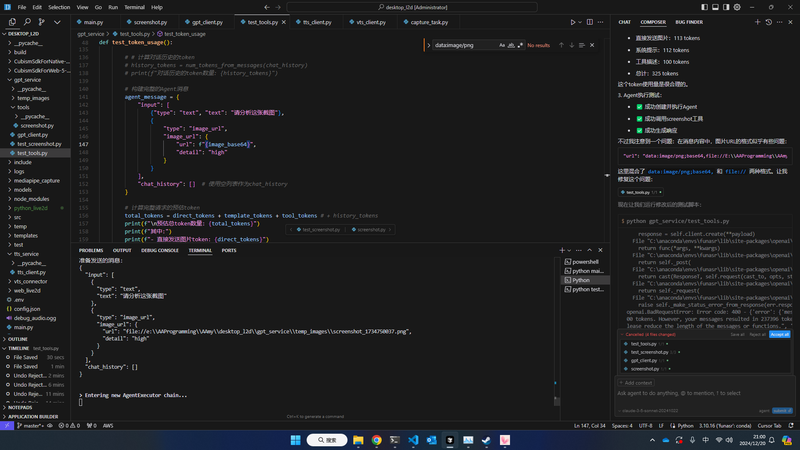 File Edit Selection View Go Run Terminal Help
desktop_l2d [Administrator]
main.py
screenshot.py
gpt_client.py
test_tools.py
tts_client.py
vts_client.py
capture_task.py
DESKTOP_L2D
__pycache__
build
CubismSdkForNative-...
CubismSdkForWeb-5-...
gpt_service
__pycache__
temp_images
tools
__pycache__
screenshot.py
gpt_client.py
test_screenshot.py
test_tools.py
include
logs
mediapipe_capture
models
node_modules
python_live2d
src
temp
templates
test
tts_service
__pycache__
tts_client.py
vts_connector
web_live2d
.env
config.json
debug_audio.ogg
main.py
OUTLINE
TIMELINE test_tools.py
File Saved 30 secs
File Saved 1 min
Undo Reject... 2 mins
Undo Reject... 6 mins
NOTEPADS
APPLICATION BUILDER
gpt_service > test_tools.py > test_token_usage
def test_token_usage():
# # 计算对话历史的token
# history_tokens = num_tokens_from_messages(chat_history)
# print(f"对话历史的token数量: {history_tokens}")
# 构建完整的Agent消息
agent_message = {
"input": [
{"type": "text", "text": "请分析这张截图"},
{
"type": "image_url",
"image_url": {
147 "url": f"{image_base64}",
"detail": "high"
}
}
],
"chat_history": [] # 使用空列表作为chat_history
}
# 计算完整请求的预估token
total_tokens = direct_tokens + template_tokens + tool_tokens # + history_tokens
print(f"\n预估总token数量: {total_tokens}")
print(f"其中:")
print(f"- 直接发送图片token: {direct_tokens}")
test_screenshot.py
screenshot.py
data:image/png
No results
PROBLEMS OUTPUT DEBUG CONSOLE TERMINAL PORTS
准备发送的消息:
{
"input": [
{
"type": "text",
"text": "请分析这张截图"
},
{
"type": "image_url",
"image_url": {
"url": "file://e:\\AAProgramming\\AAmy\\desktop_l2d\\gpt_service\\temp_images\\screenshot_1734750037.png",
"detail": "high"
}
}
],
"chat_history": []
}
> Entering new AgentExecutor chain...
Ctrl+K to generate a command
powershell
python mai...
Python
python test...
CHAT COMPOSER BUG FINDER
直接发送图片: 113 tokens
系统提示: 112 tokens
工具描述: 100 tokens
总计: 325 tokens
这个token使用量是很合理的。
3. Agent执行测试:
成功创建并执行Agent
成功调用screenshot工具
成功生成响应
不过我注意到一个问题: 在消息内容中, 图片URL的格式似乎有些问题:
"url": "data:image/png;base64,file://E:\\AAProgramming\\AAm
这里混合了 data:image/png;base64, 和 file:// 两种格式。让我
修复这个问题:
test_tools.py
现在让我们运行修改后的测试脚本:
$ python gpt_service/test_tools.py
response = self.client.create(**payload)
File "C:\anaconda\envs\funasr\lib\site-packages\openai\
return func(*args, **kwargs)
File "C:\anaconda\envs\funasr\lib\site-packages\openai\
return self._post(
File "C:\anaconda\envs\funasr\lib\site-packages\openai\
return cast(ResponseT, self.request(cast_to, opts, st
File "C:\anaconda\envs\funasr\lib\site-packages\openai\
return self._request(
File "C:\anaconda\envs\funasr\lib\site-packages\openai\
raise self._make_status_error_from_response(err.respo
openai.BadRequestError: Error code: 400 - {'error': {'mes
00 tokens. However, your messages resulted in 237396 token
lease reduce the length of the messages or functions.",
Cancelled (4 files changed) Save all Reject all Accept all
test_tools.py
test_screenshot.py
gpt_client.py
screenshot.py
+ Add context
Ask agent to do anything, @ to mention, ↑ to select
claude-3-5-sonnet-20241022
agent submit
master*+ 0 0 AWS
Ln 147, Col 34 Spaces: 4 UTF-8 LF Python 3.10.16 ('funasr': conda) Cursor Tab
搜索
中
21:00
2024/12/20